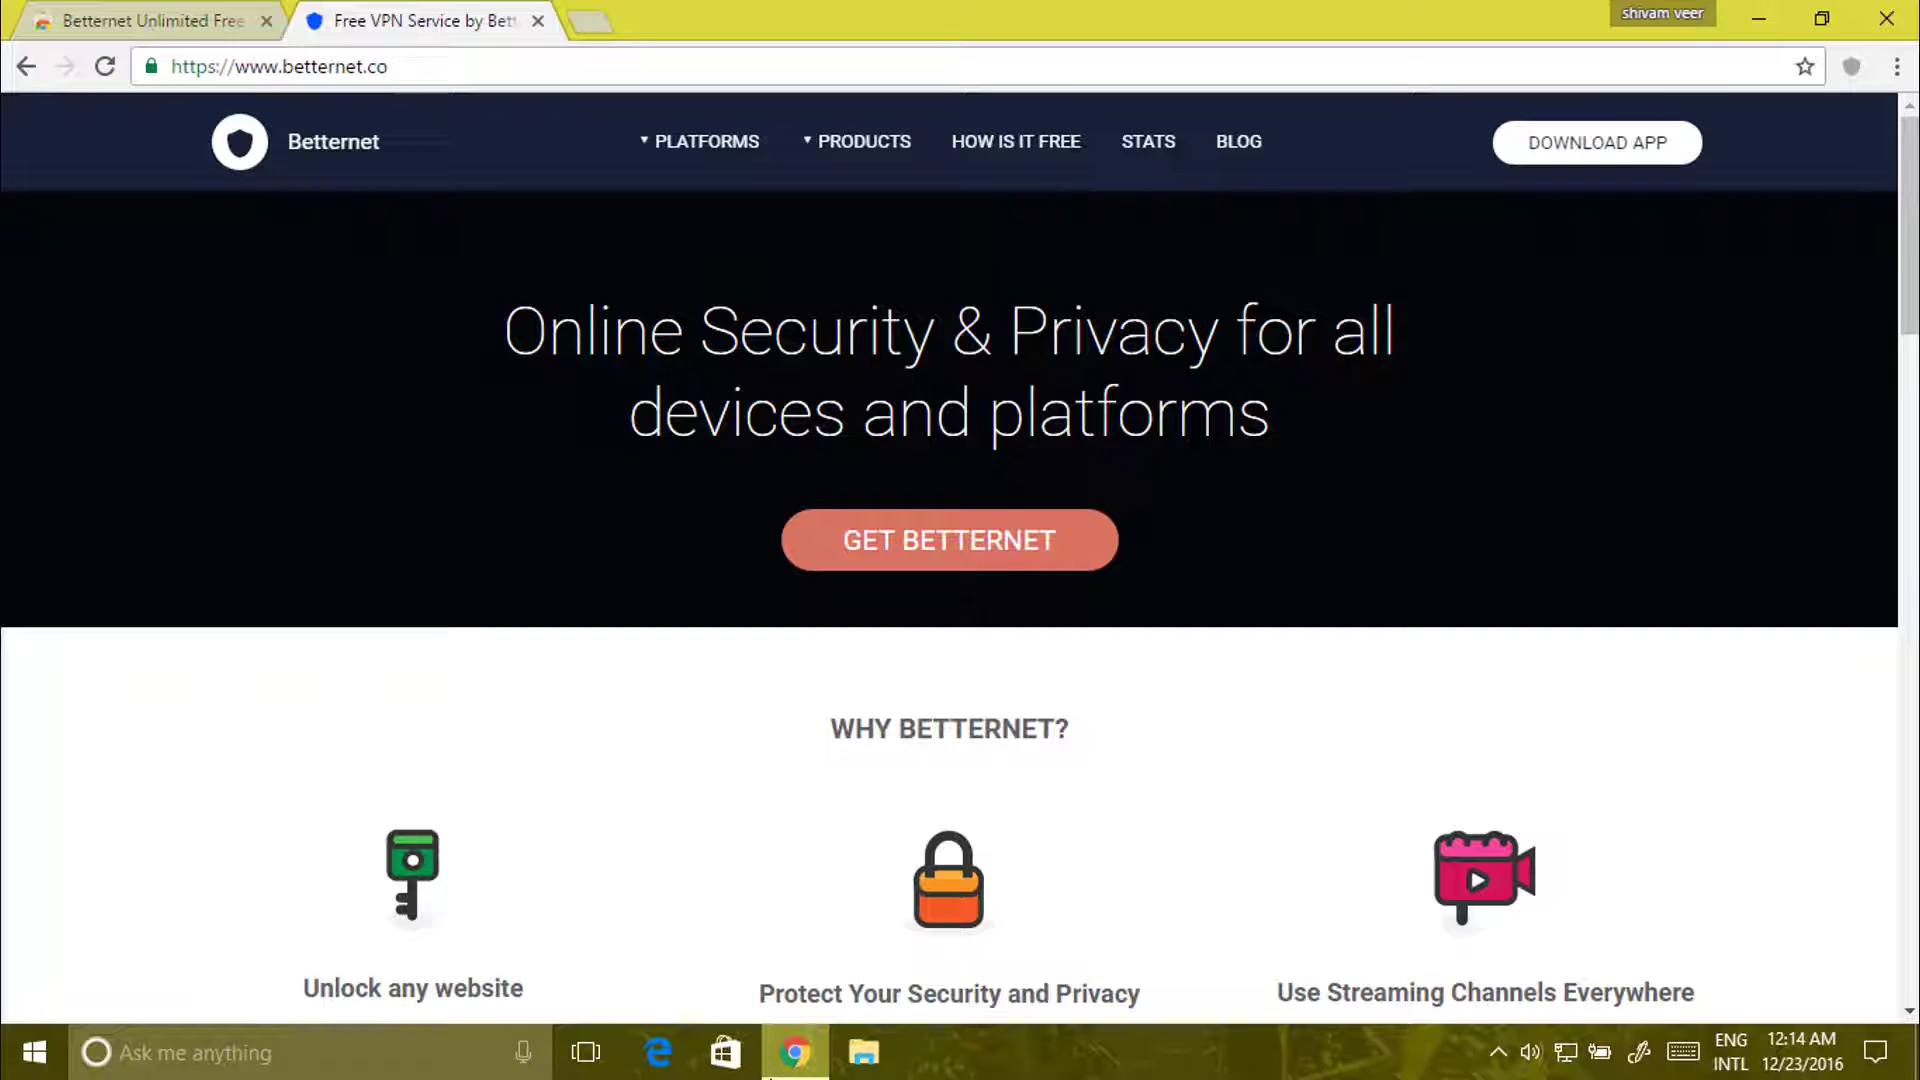 shivam veer
Betternet Unlimited Free
Free VPN Service by Bett
https://www.betternet.co
Betternet
PLATFORMS
PRODUCTS
HOW IS IT FREE
STATS
BLOG
DOWNLOAD APP
Online Security & Privacy for all
devices and platforms
GET BETTERNET
WHY BETTERNET?
Unlock any website
Protect Your Security and Privacy
Use Streaming Channels Everywhere
Ask me anything
ENG
INTL
12:14 AM
12/23/2016